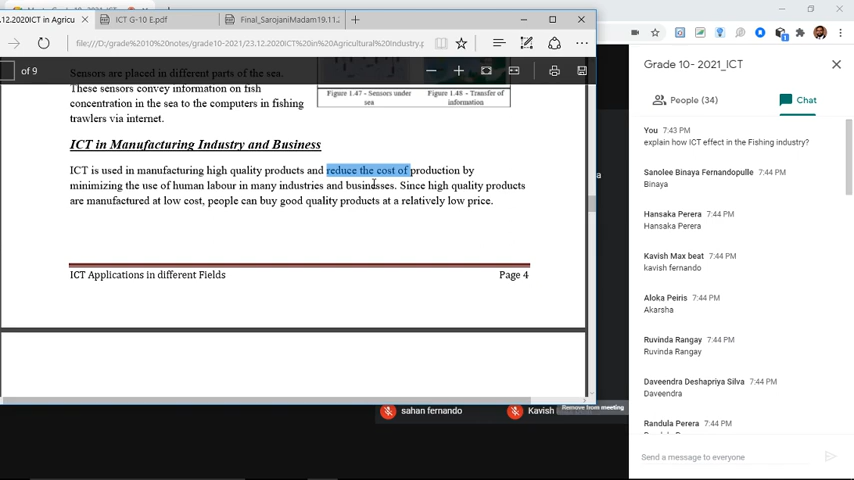 3.12.2020ICT in Agricu
ICT G-10 E.pdf
Final_SarojaniMadam19.11.2
file:///D:/grade%2010%20notes/grade10-2021/23.12.2020ICT%20in%20Agricultural%20Industry.p
of 9
Sensors are placed in different parts of the sea.
These sensors convey information on fish
concentration in the sea to the computers in fishing
trawlers via internet.
Figure 1.47 - Sensors under
sea
Figure 1.48 - Transfer of
information
ICT in Manufacturing Industry and Business
ICT is used in manufacturing high quality products and reduce the cost of production by
minimizing the use of human labour in many industries and businesses. Since high quality products
are manufactured at low cost, people can buy good quality products at a relatively low price.
ICT Applications in different Fields
Page 4
sahan fernando
Kavish
Remove from meeting
Grade 10- 2021_ICT
People (34)
Chat
You 7:43 PM
explain how ICT effect in the Fishing industry?
Sanolee Binaya Fernandopulle 7:44 PM
Binaya
Hansaka Perera 7:44 PM
Hansaka Perera
Kavish Max beat 7:44 PM
kavish fernando
Aloka Peiris 7:44 PM
Akarsha
Ruvinda Rangay 7:44 PM
Ruvinda Rangay
Daveendra Deshapriya Silva 7:44 PM
Daveendra
Randula Perera 7:44 PM
Send a message to everyone